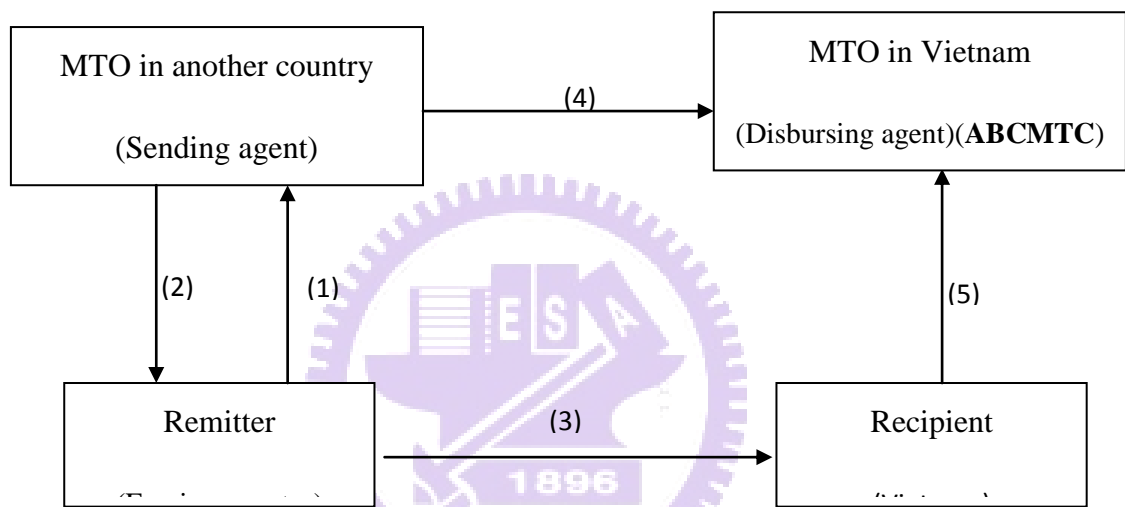 MTO in another country
(Sending agent)
(4)
MTO in Vietnam
(Disbursing agent)(ABCMTC)
(2)
(1)
(5)
E S A
Remitter
(3)
Recipient
1896